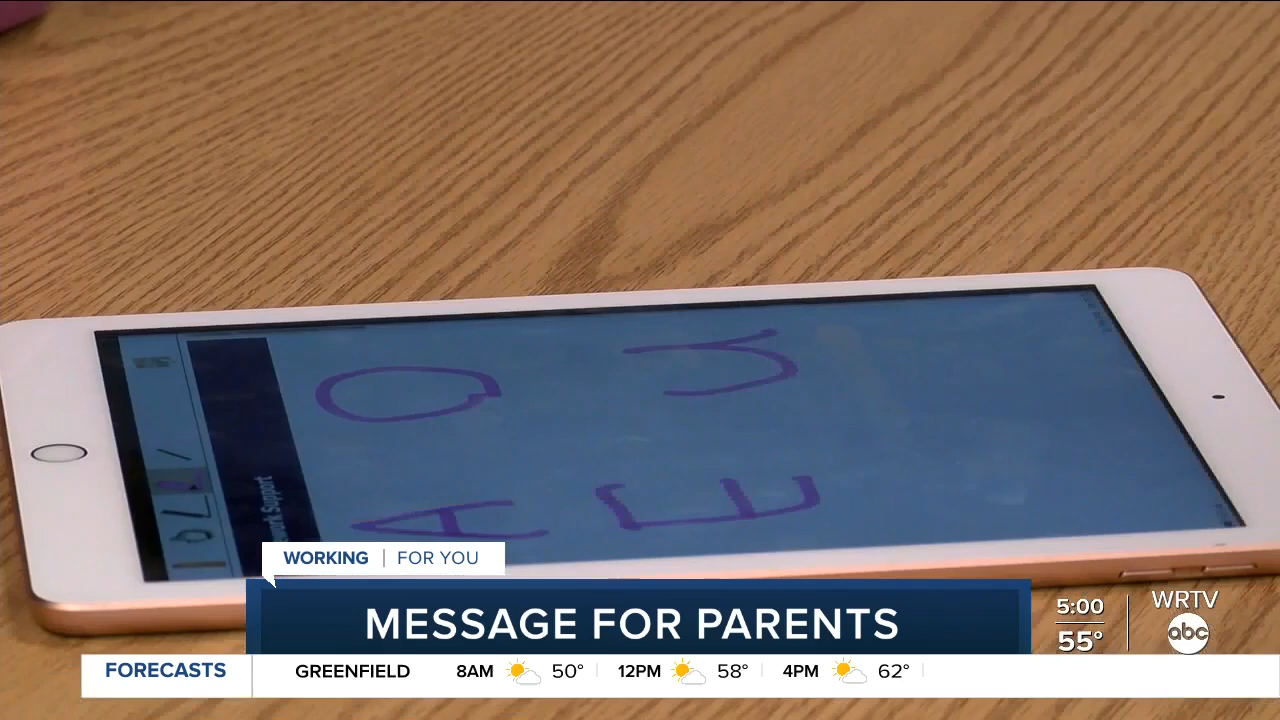 Support
A O
E U
WORKING | FOR YOU
MESSAGE FOR PARENTS
5:00
55°
WRTV
abc
FORECASTS GREENFIELD 8AM 50° 12PM 58° 4PM 62°